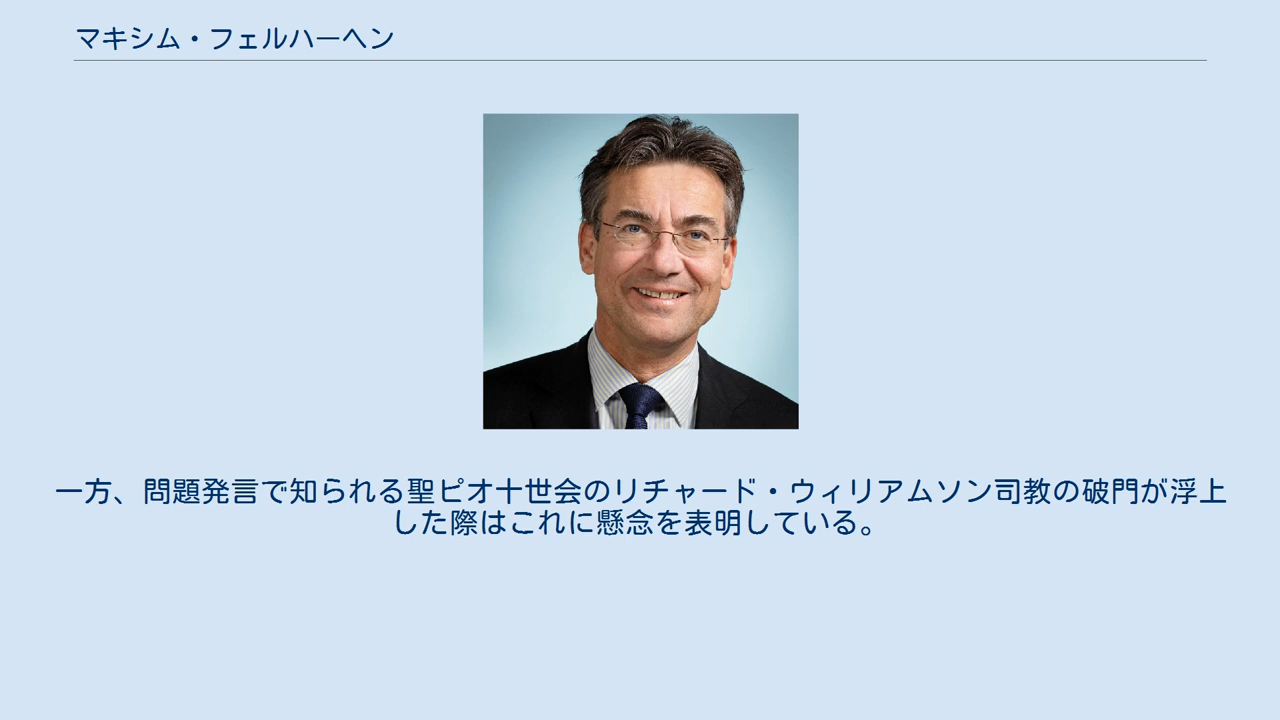 マキシム・フェルハーヘン
一方、問題発言で知られる聖ピオ十世会のリチャード・ウィリアムソン司教の破門が浮上
した際はこれに懸念を表明している。